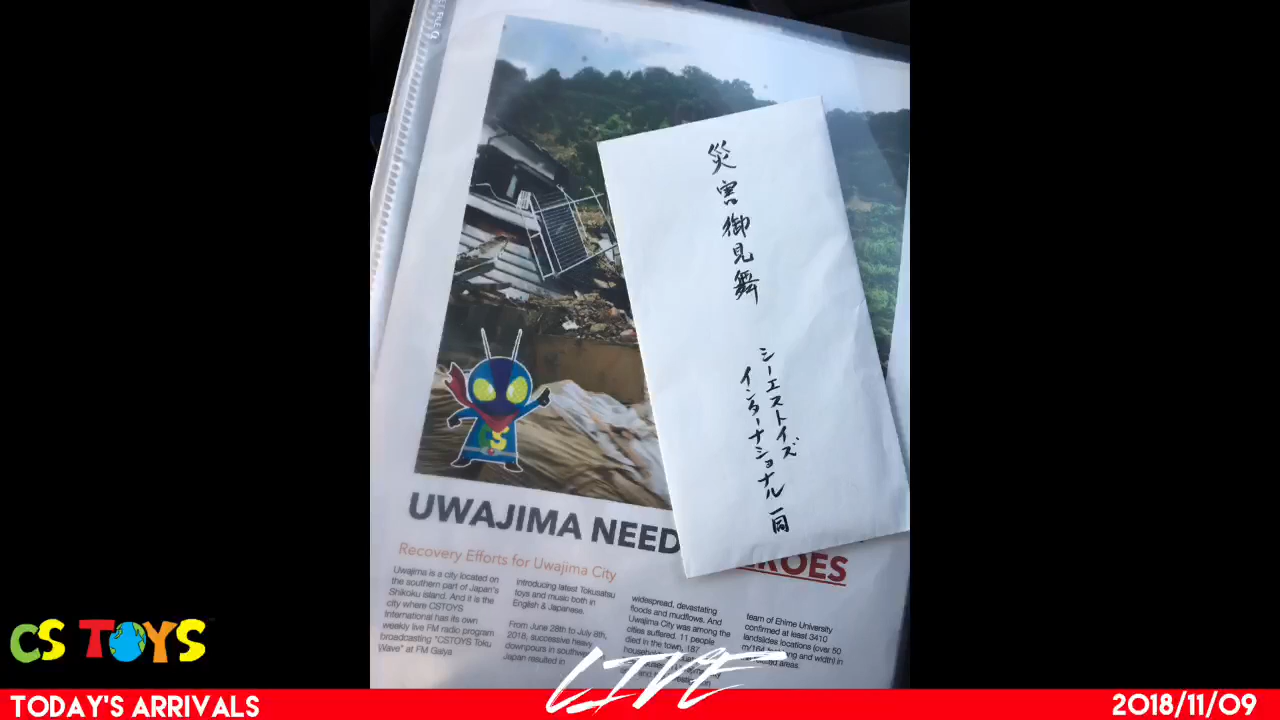 災害御見舞
シーエストイズ
インターナショナル一同
CS
UWAJIMA NEED
HEROES
Recovery Efforts for Uwajima City
Uwajima is a city located on
the southern part of Japan's
Shikoku island. And it is the
city where CSTOYS
International has its own
weekly live FM radio program
broadcasting "CSTOYS Toku
Wave" at FM Gaiya
introducing latest Tokusatsu
toys and music both in
English & Japanese.
From June 28th to July 8th,
2018, successive heavy
downpours in southwest
Japan resulted in
widespread, devastating
floods and mudflows. And
Uwajima City was among the
cities suffered. 11 people
died in the town, 187
team of Ehime University
confirmed at least 3410
landslides locations (over 50
CS TOYS
LIVE
TODAY'S ARRIVALS
2018/11/09